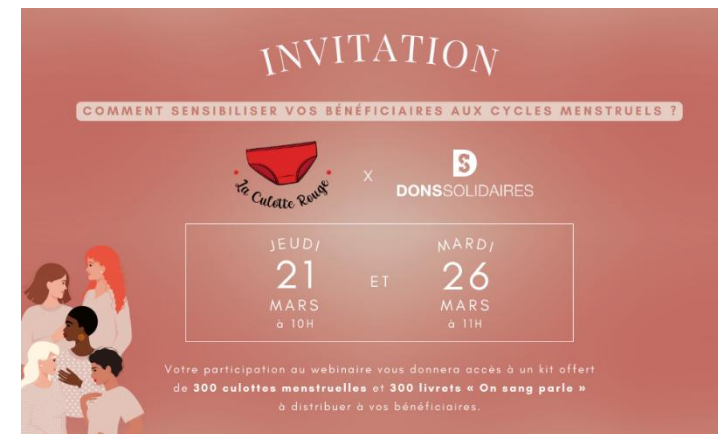 INVITATION
COMMENT SENSIBILISER VOS BÉNÉFICIAIRES AUX CYCLES MENSTRUELS ?
La Culotte Rouge
X
DONSSOLIDAIRES
JEUDI
21
MARS
à 10H
ET
MARDI
26
MARS
à 11H
Votre participation au webinaire vous donnera accès à un kit offert
de 300 culottes menstruelles et 300 livrets « On sang parle »
à distribuer à vos bénéficiaires.